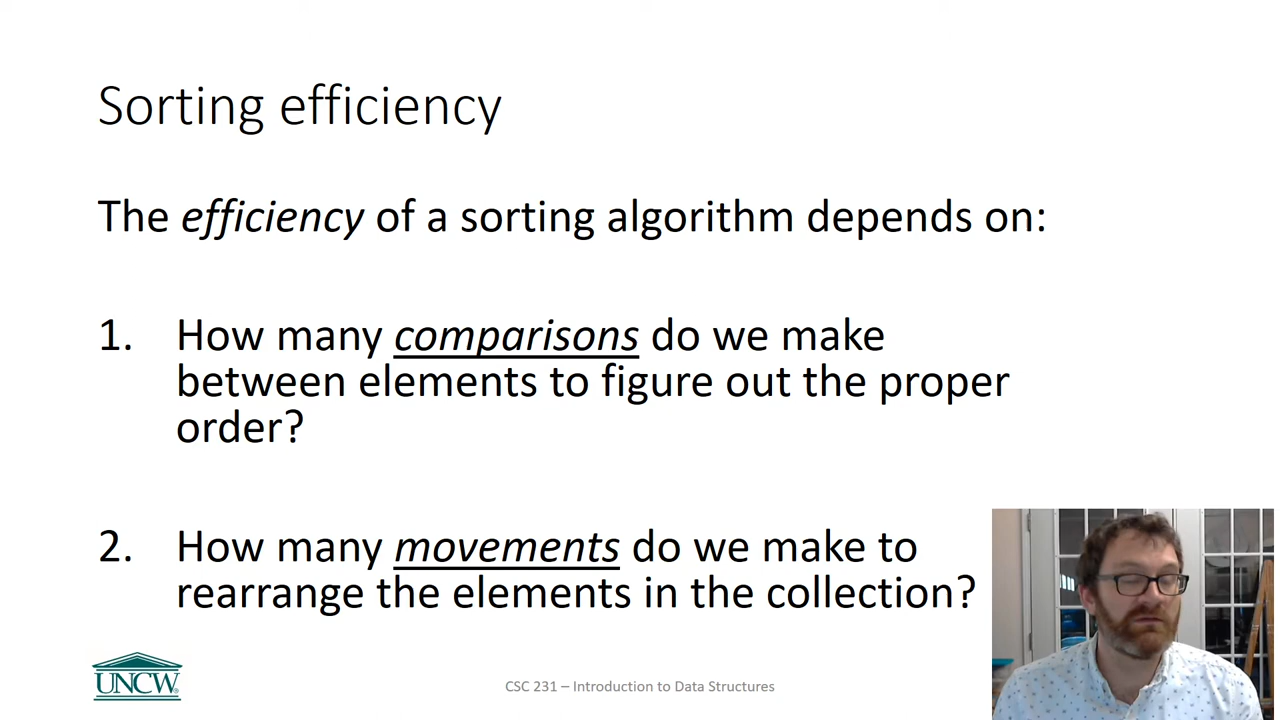 Sorting efficiency
The efficiency of a sorting algorithm depends on:
1. How many comparisons do we make
between elements to figure out the proper
order?
2. How many movements do we make to
rearrange the elements in the collection?
UNCW
CSC 231 – Introduction to Data Structures